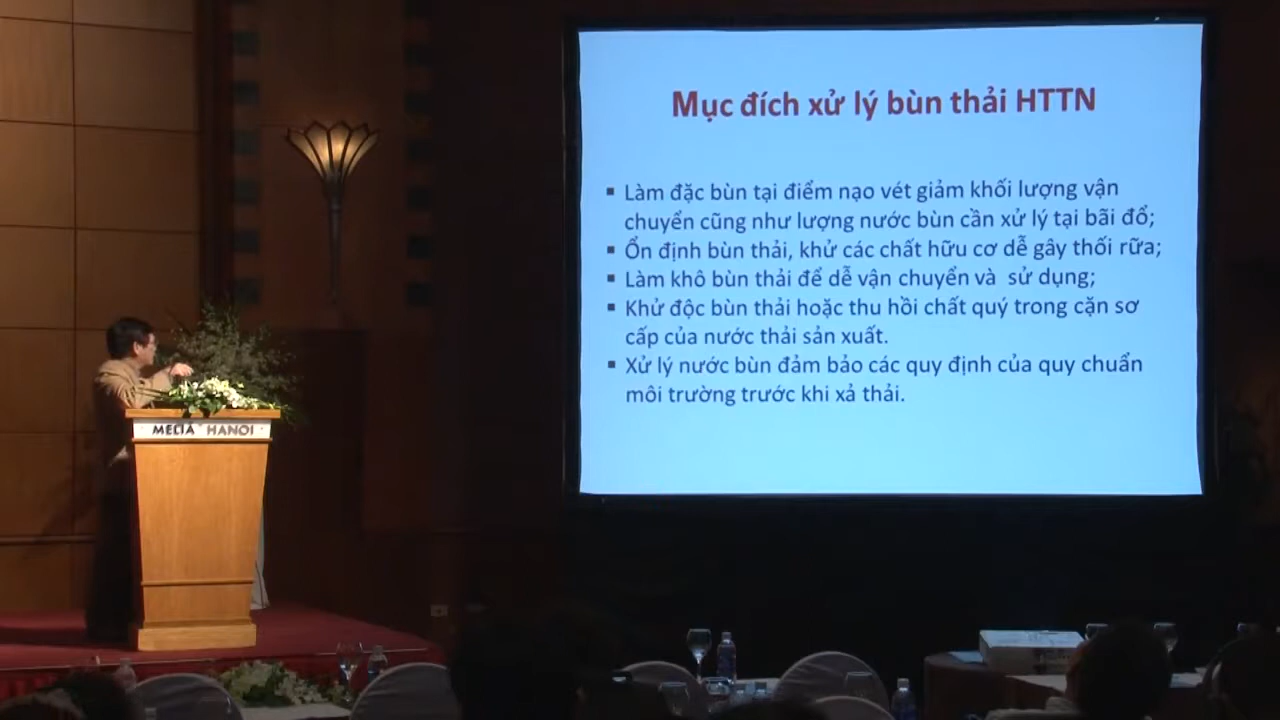 Mục đích xử lý bùn thải HTTN
▪ Làm đặc bùn tại điểm nạo vét giảm khối lượng vận
chuyển cũng như lượng nước bùn cần xử lý tại bãi đổ;
▪ Ổn định bùn thải, khử các chất hữu cơ dễ gây thối rữa;
▪ Làm khô bùn thải để dễ vận chuyển và sử dụng;
▪ Khử độc bùn thải hoặc thu hồi chất quý trong cặn sơ
cấp của nước thải sản xuất.
▪ Xử lý nước bùn đảm bảo các quy định của quy chuẩn
môi trường trước khi xả thải.
MELIÁ HANOI